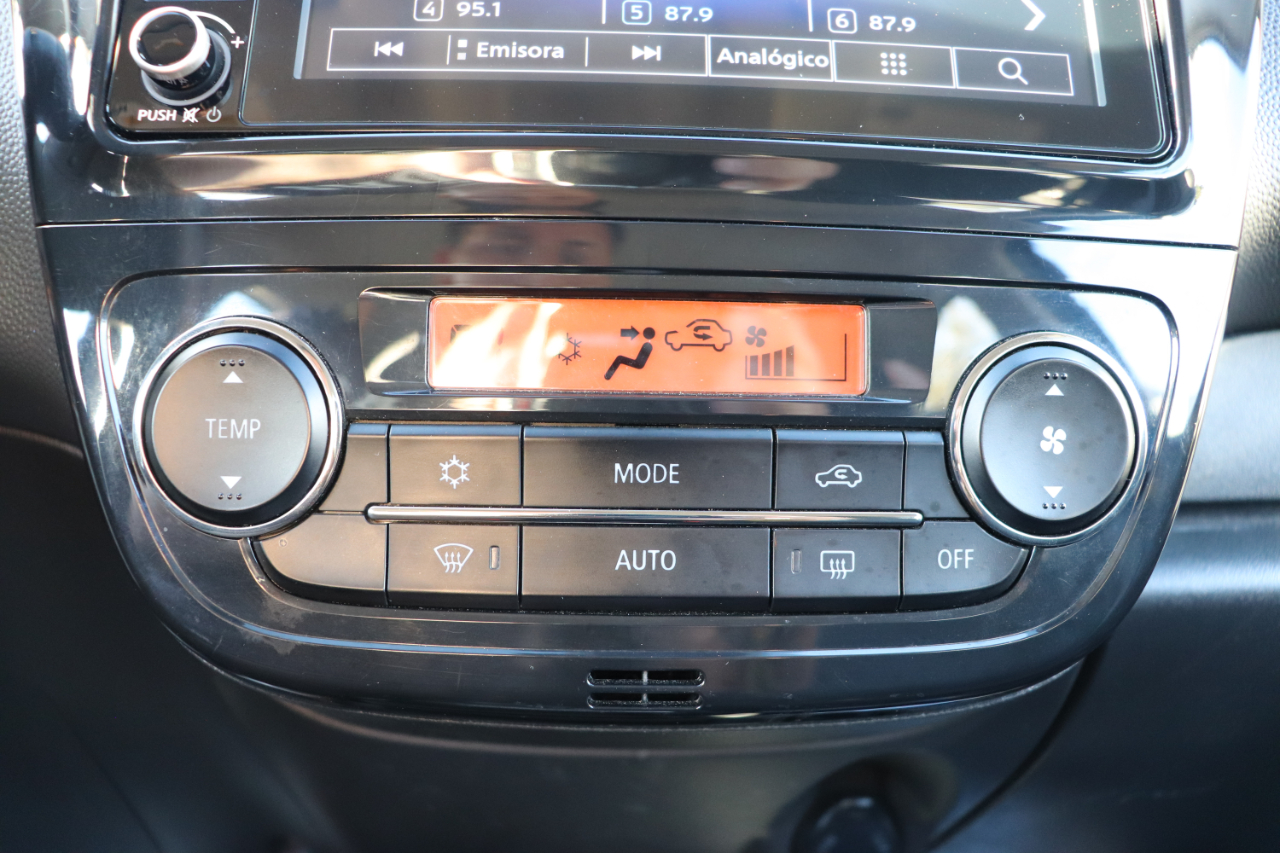 4 95.1 5 87.9 6 87.9
Emisora Analógico
PUSH
TEMP
MODE
AUTO OFF